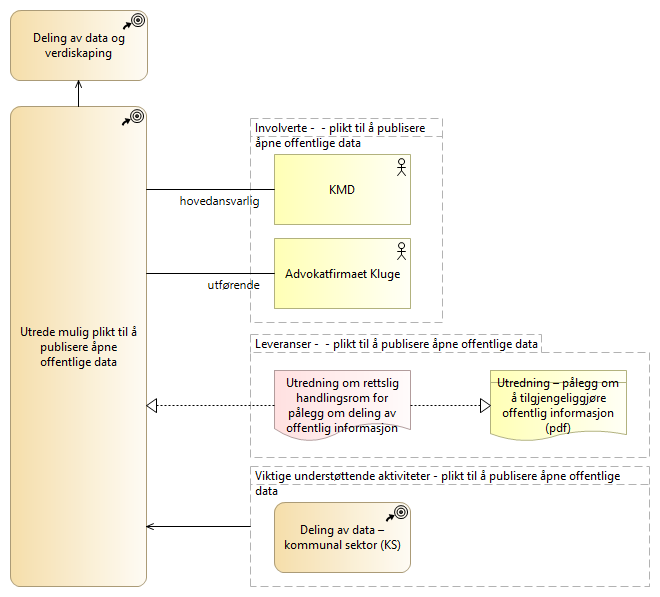 Deling av data og
verdiskaping
Utrede mulig plikt til å
publisere åpne
offentlige data
Involverte - - plikt til å publisere
åpne offentlige data
KMD
hovedansvarlig
Advokatfirmaet Kluge
utførende
Leveranser - - plikt til å publisere åpne offentlige data
Utredning om rettslig
handlingsrom for
pålegg om deling av
offentlig informasjon
Utredning – pålegg om
å tilgjengeliggjøre
offentlig informasjon
(pdf)
Viktige understøttende aktiviteter - plikt til å publisere åpne offentlige
data
Deling av data –
kommunal sektor (KS)